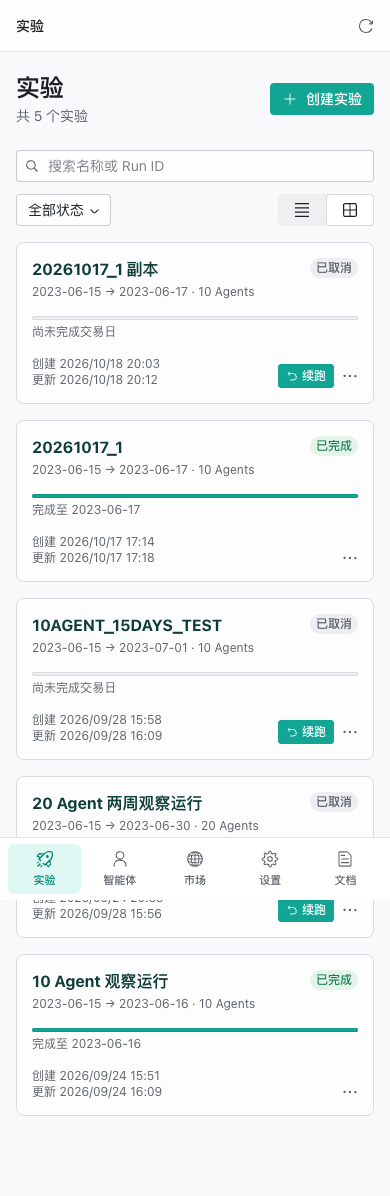 实验
实验
共 5 个实验
创建实验
搜索名称或 Run ID
全部状态
20261017_1 副本
已取消
2023-06-15 → 2023-06-17 · 10 Agents
尚未完成交易日
创建 2026/10/18 20:03
更新 2026/10/18 20:12
续跑
20261017_1
已完成
2023-06-15 → 2023-06-17 · 10 Agents
完成至 2023-06-17
创建 2026/10/17 17:14
更新 2026/10/17 17:18
10AGENT_15DAYS_TEST
已取消
2023-06-15 → 2023-07-01 · 10 Agents
尚未完成交易日
创建 2026/09/28 15:58
更新 2026/09/28 16:09
续跑
20 Agent 两周观察运行
已取消
2023-06-15 → 2023-06-30 · 20 Agents
实验
智能体
市场
设置
文档
更新 2026/09/28 15:56
续跑
10 Agent 观察运行
已完成
2023-06-15 → 2023-06-16 · 10 Agents
完成至 2023-06-16
创建 2026/09/24 15:51
更新 2026/09/24 16:09